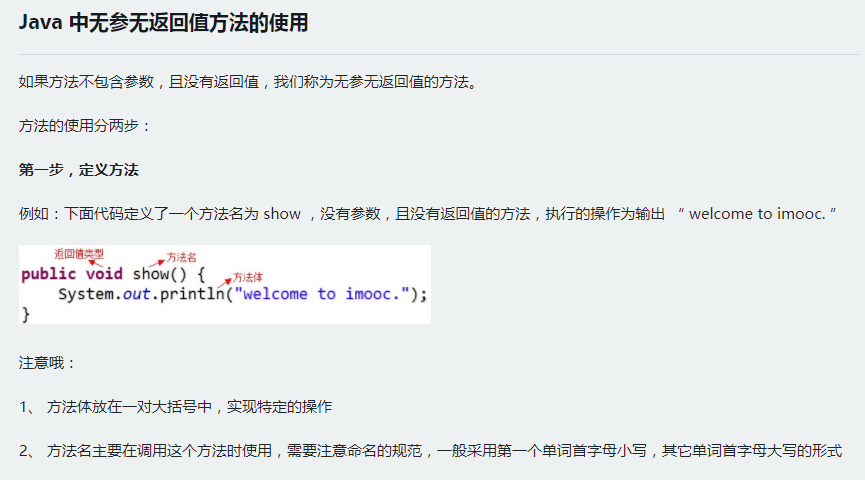 Java 中无参无返回值方法的使用
如果方法不包含参数，且没有返回值，我们称为无参无返回值的方法。
方法的使用分两步：
第一步，定义方法
例如：下面代码定义了一个方法名为 show ，没有参数，且没有返回值的方法，执行的操作为输出 “ welcome to imooc. ”
返回值类型 方法名
public void show() {
方法体
System.out.println("welcome to imooc.");
}
注意哦：
1、 方法体放在一对大括号中，实现特定的操作
2、 方法名主要在调用这个方法时使用，需要注意命名的规范，一般采用第一个单词首字母小写，其它单词首字母大写的形式